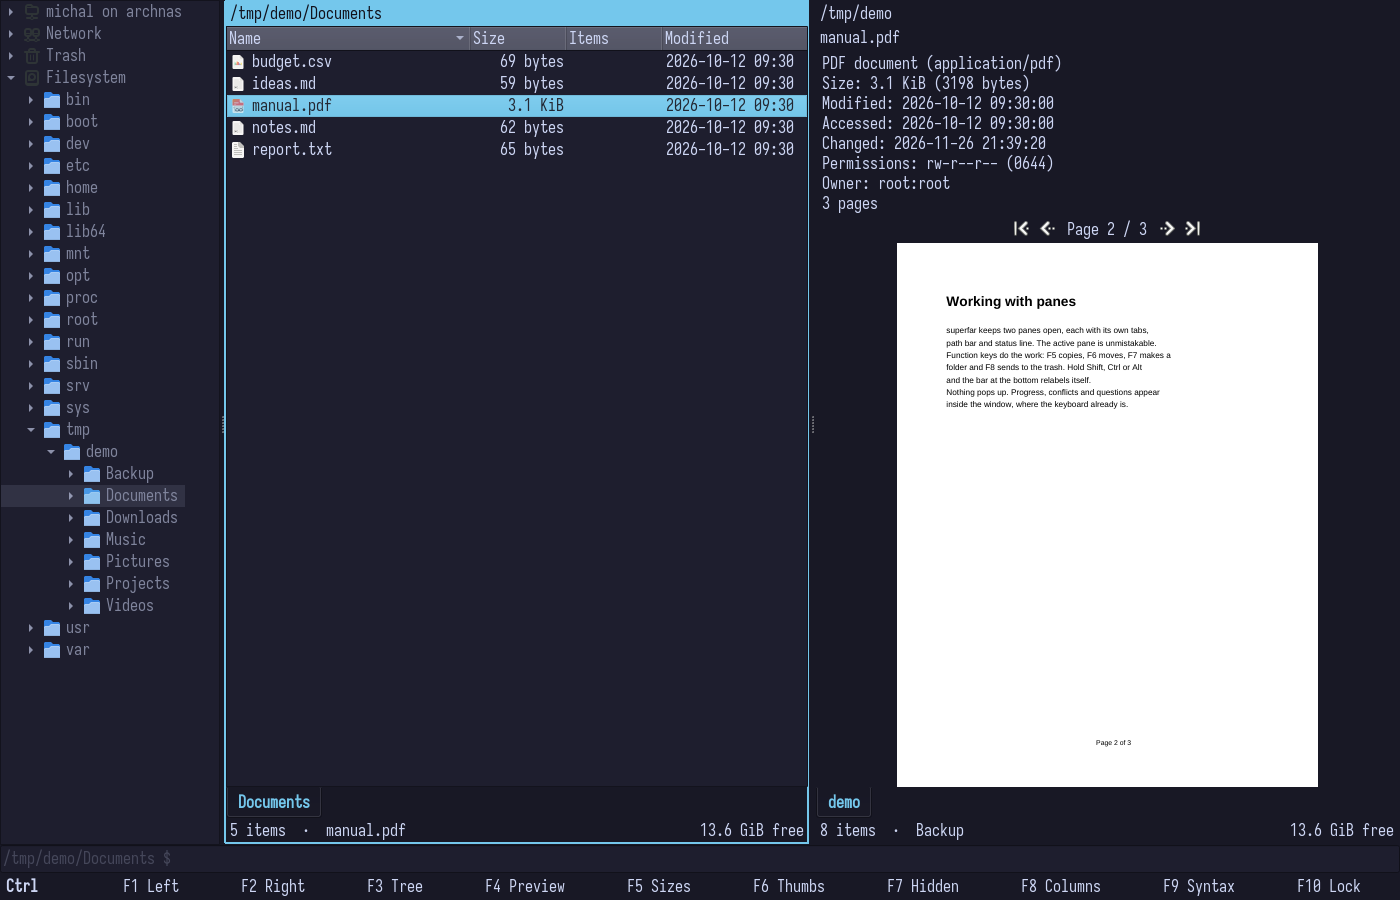 michal on archnas
Network
Trash
Filesystem
bin
boot
dev
etc
home
lib
lib64
mnt
opt
proc
root
run
sbin
srv
sys
tmp
demo
Backup
Documents
Downloads
Music
Pictures
Projects
Videos
usr
var
/tmp/demo/Documents
Name Size Items Modified
budget.csv 69 bytes 2026-10-12 09:30
ideas.md 59 bytes 2026-10-12 09:30
manual.pdf 3.1 KiB 2026-10-12 09:30
notes.md 62 bytes 2026-10-12 09:30
report.txt 65 bytes 2026-10-12 09:30
Documents
5 items · manual.pdf 13.6 GiB free
/tmp/demo
manual.pdf
PDF document (application/pdf)
Size: 3.1 KiB (3198 bytes)
Modified: 2026-10-12 09:30:00
Accessed: 2026-10-12 09:30:00
Changed: 2026-11-26 21:39:20
Permissions: rw-r--r-- (0644)
Owner: root:root
3 pages
Page 2 / 3
Working with panes
superfar keeps two panes open, each with its own tabs,
path bar and status line. The active pane is unmistakable.
Function keys do the work: F5 copies, F6 moves, F7 makes a
folder and F8 sends to the trash. Hold Shift, Ctrl or Alt
and the bar at the bottom relabels itself.
Nothing pops up. Progress, conflicts and questions appear
inside the window, where the keyboard already is.
Page 2 of 3
demo
8 items · Backup 13.6 GiB free
/tmp/demo/Documents $
Ctrl F1 Left F2 Right F3 Tree F4 Preview F5 Sizes F6 Thumbs F7 Hidden F8 Columns F9 Syntax F10 Lock